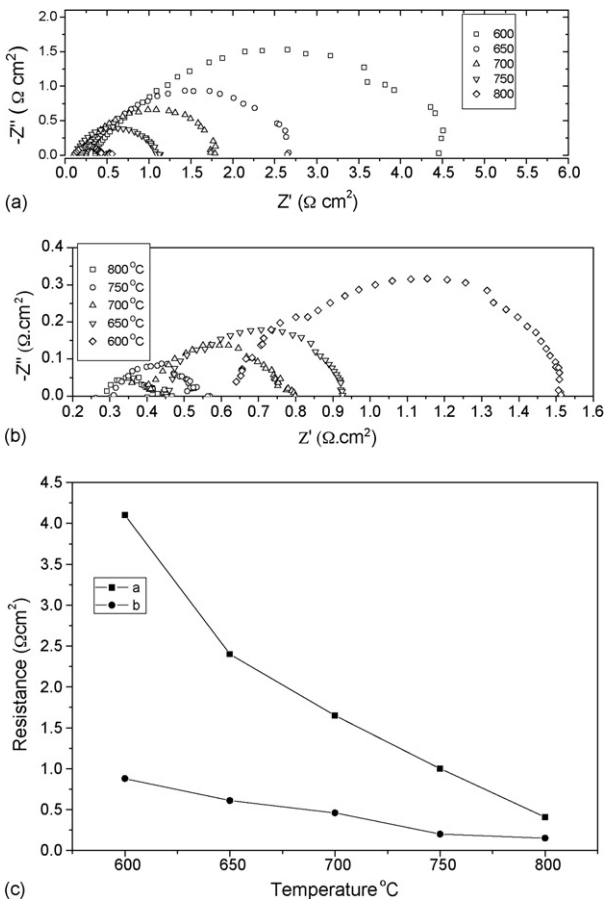 2.0
1.5
1.0
0.5
0.0
-Z'' (Ω cm²)
600
650
700
750
800
0.0 0.5 1.0 1.5 2.0 2.5 3.0 3.5 4.0 4.5 5.0 6.0
Z' (Ω cm²)
(a)
0.4
0.3
0.2
0.1
0.0
-Z'' (Ω.cm²)
800 °C
750 °C
700 °C
650 °C
600 °C
0.2 0.3 0.4 0.5 0.6 0.7 0.8 0.9 1.0 1.1 1.2 1.3 1.4 1.5 1.6
Z' (Ω.cm²)
(b)
4.5
4.0
3.5
3.0
2.5
2.0
1.5
1.0
0.5
0.0
Resistance (Ωcm²)
a
b
600 650 700 750 800
Temperature °C
(c)